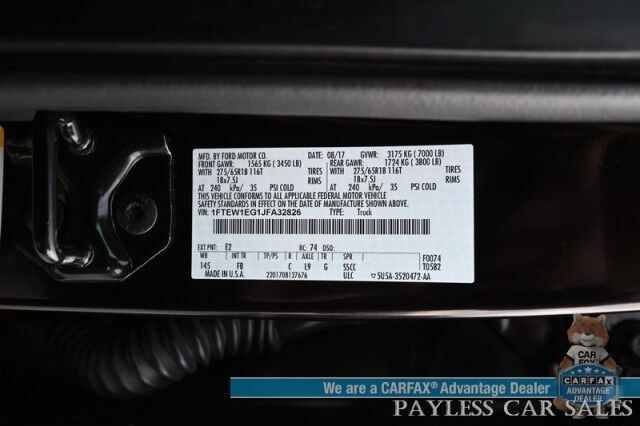 MFD. BY FORD MOTOR CO.
DATE: 08/17 GVWR: 3175 KG ( 7000 LB)
FRONT GAWR: 1565 KG ( 3450 LB) REAR GAWR: 1724 KG ( 3800 LB)
WITH 275/65R18 116T TIRES WITH 275/65R18 116T TIRES
18x7.5J RIMS 18x7.5J RIMS
AT 240 kPa/ 35 PSI COLD AT 240 kPa/ 35 PSI COLD
THIS VEHICLE CONFORMS TO ALL APPLICABLE FEDERAL MOTOR VEHICLE
SAFETY STANDARDS IN EFFECT ON THE DATE OF MANUFACTURE SHOWN ABOVE.
VIN: 1FTEW1EG1JFA32826 TYPE: Truck
EXT PNT: E2 RC: 74 DSO:
WB INT TR TP/PS R AXLE TR SPR F0074
145 FB C L9 G SSCC T0582
MADE IN U.S.A. 2201708127676 ULC
We are a CARFAX® Advantage Dealer
CAR FOX
CARFAX
ADVANTAGE
DEALER
PAYLESS CAR SALES